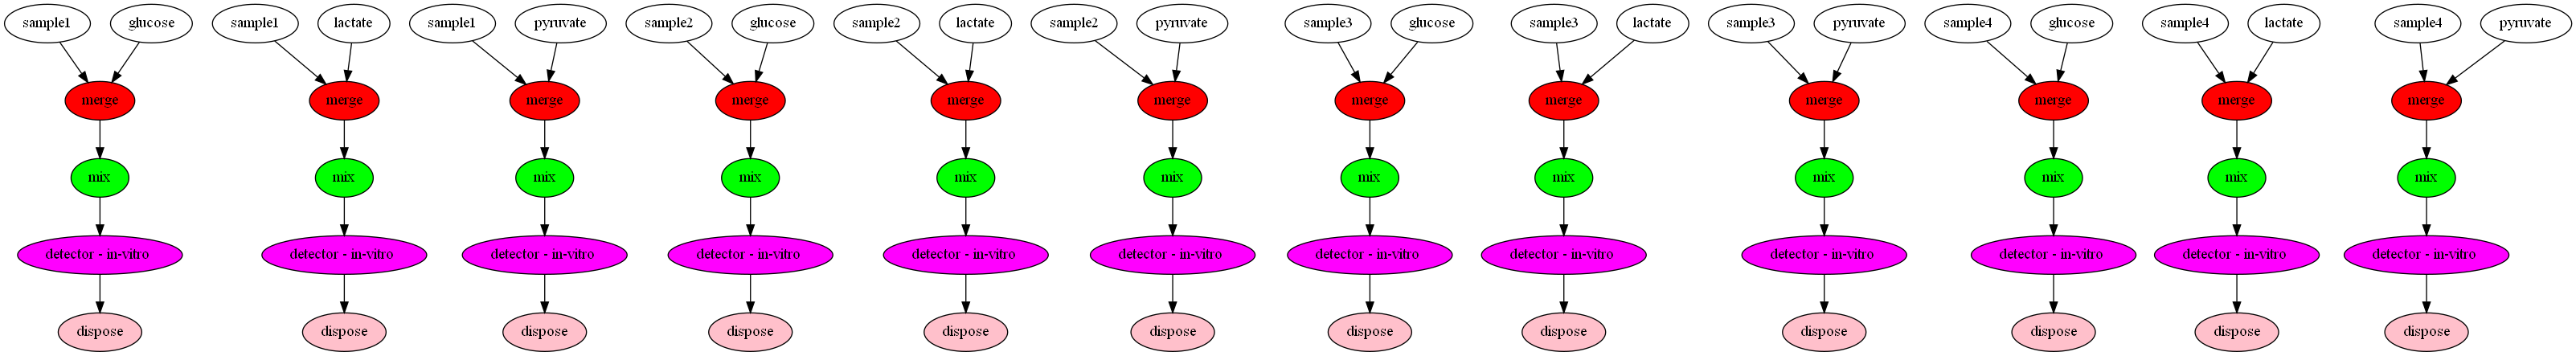 sample1 glucose sample1 lactate sample1 pyruvate sample2 glucose sample2 lactate sample2 pyruvate sample3 glucose sample3 lactate sample3 pyruvate sample4 glucose sample4 lactate sample4 pyruvate
merge merge merge merge merge merge merge merge merge merge merge merge
mix mix mix mix mix mix mix mix mix mix mix mix
detector - in-vitro detector - in-vitro detector - in-vitro detector - in-vitro detector - in-vitro detector - in-vitro detector - in-vitro detector - in-vitro detector - in-vitro detector - in-vitro detector - in-vitro detector - in-vitro
dispose dispose dispose dispose dispose dispose dispose dispose dispose dispose dispose dispose